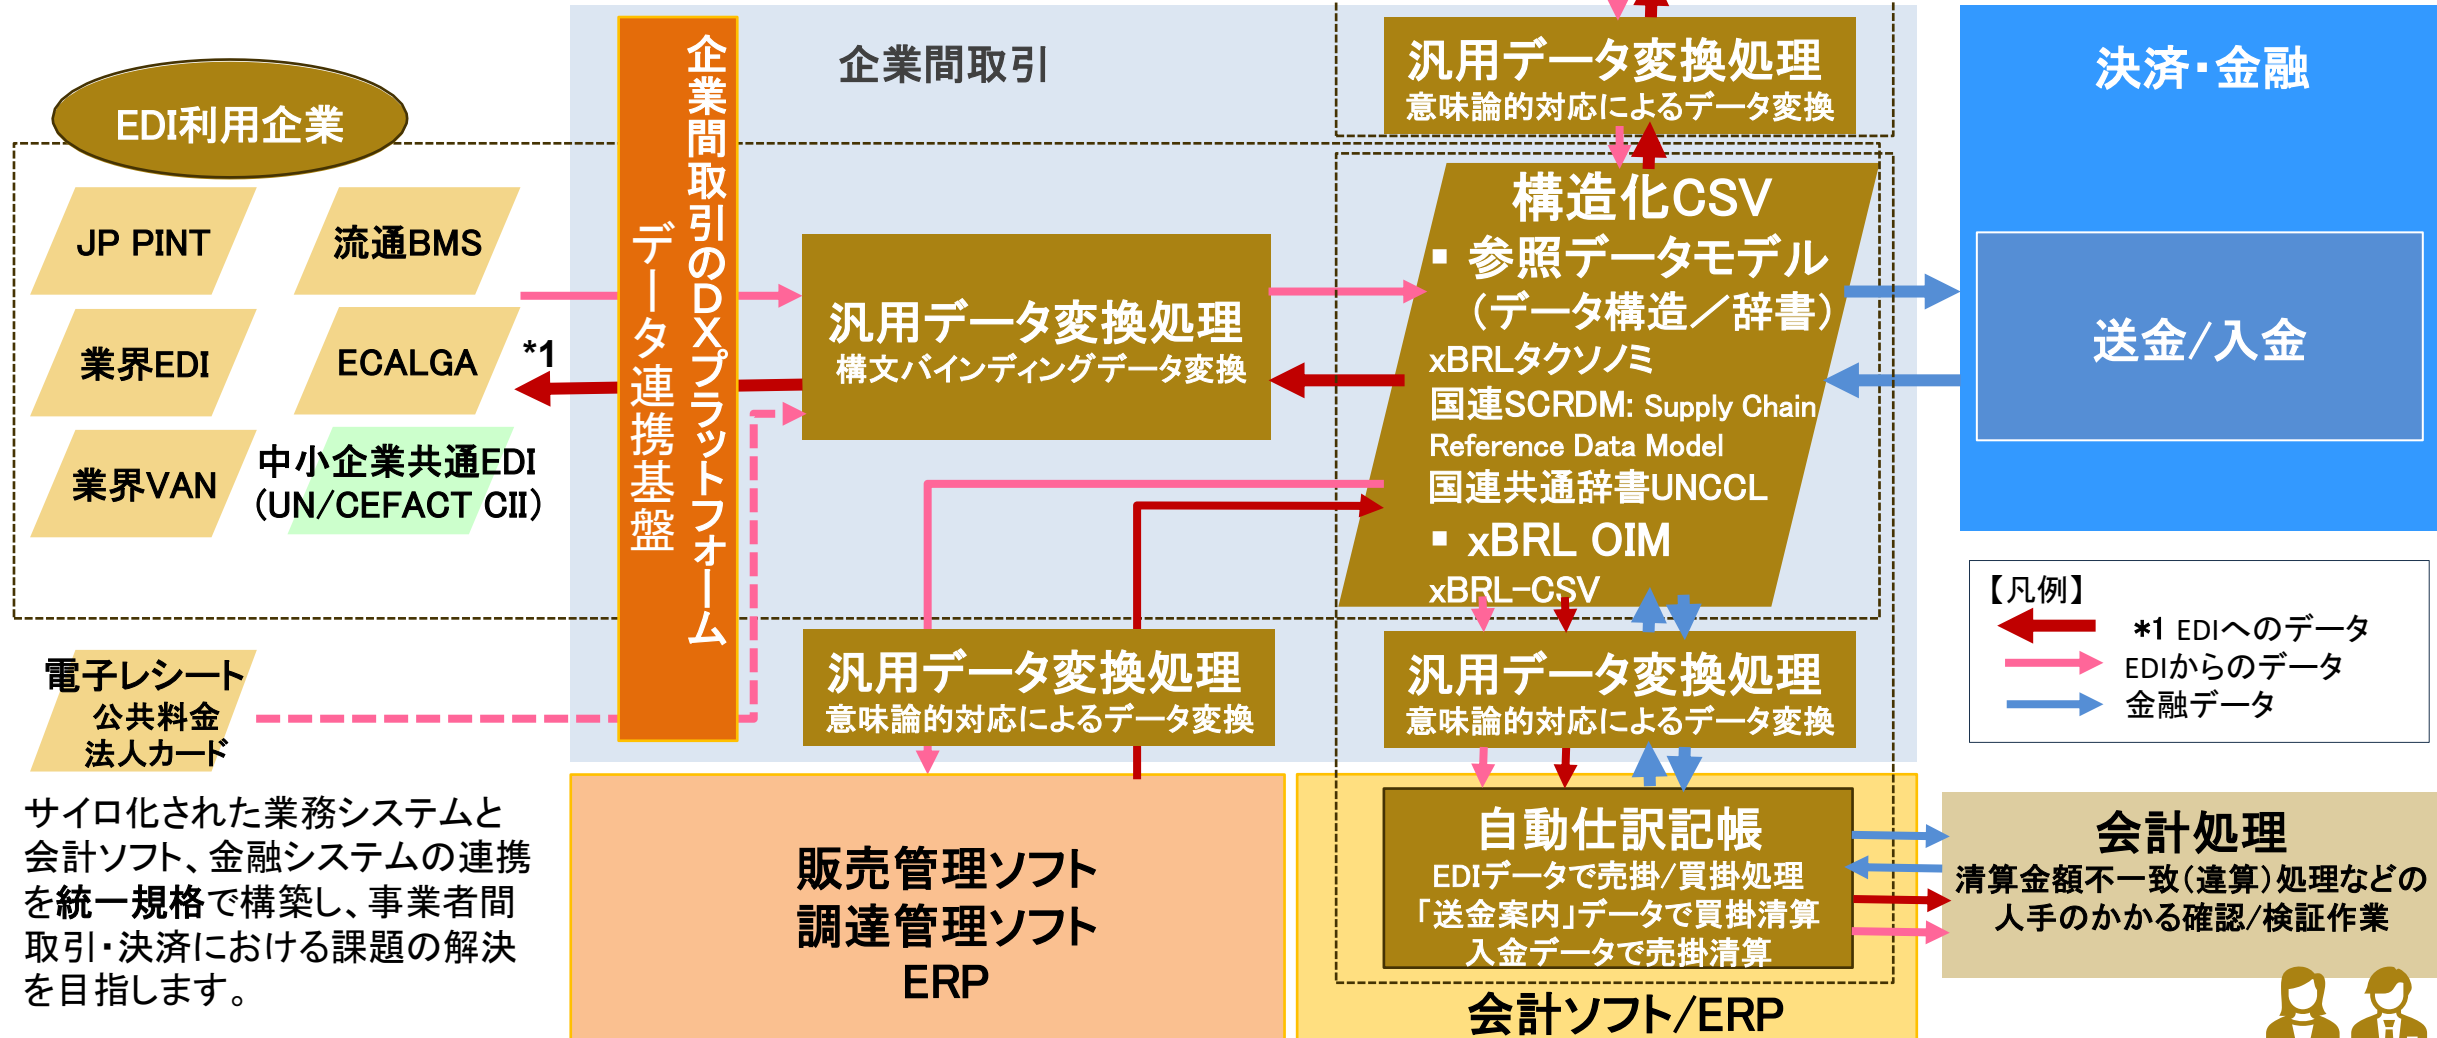 企業間取引
汎用データ変換処理
意味論的対応によるデータ変換
決済・金融
EDI利用企業
JP PINT
流通BMS
業界EDI
ECALGA
*1
業界VAN
中小企業共通EDI
(UN/CEFACT CII)
企業間取引のDXプラットフォーム
データ連携基盤
汎用データ変換処理
構文バインディングデータ変換
構造化CSV
▪ 参照データモデル
(データ構造／辞書)
xBRLタクソノミ
国連SCRDM: Supply Chain
Reference Data Model
国連共通辞書UNCCL
▪ xBRL OIM
xBRL-CSV
送金/入金
【凡例】
*1 EDIへのデータ
EDIからのデータ
金融データ
電子レシート
公共料金
法人カード
汎用データ変換処理
意味論的対応によるデータ変換
汎用データ変換処理
意味論的対応によるデータ変換
サイロ化された業務システムと
会計ソフト、金融システムの連携
を統一規格で構築し、事業者間
取引・決済における課題の解決
を目指します。
販売管理ソフト
調達管理ソフト
ERP
自動仕訳記帳
EDIデータで売掛/買掛処理
「送金案内」データで買掛清算
入金データで売掛清算
会計ソフト/ERP
会計処理
清算金額不一致(違算)処理などの
人手のかかる確認/検証作業